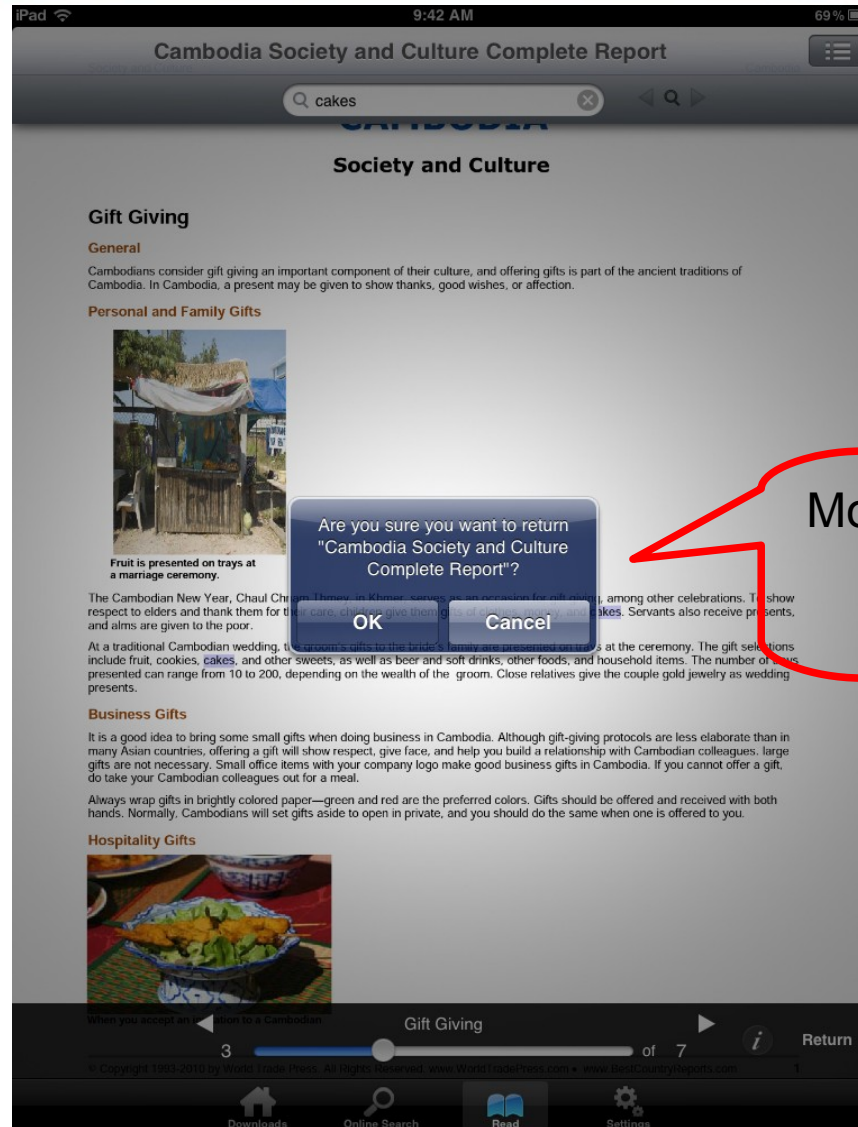 iPad 9:42 AM 69%
Cambodia Society and Culture Complete Report
cakes
CAMBODIA
Society and Culture
Gift Giving
General
Cambodians consider gift giving an important component of their culture, and offering gifts is part of the ancient traditions of
Cambodia. In Cambodia, a present may be given to show thanks, good wishes, or affection.
Personal and Family Gifts
Fruit is presented on trays at
a marriage ceremony.
Are you sure you want to return
"Cambodia Society and Culture
Complete Report"?
OK Cancel
Mo
The Cambodian New Year, Chaul Chnam Thmey, in Khmer, serves as an occasion for gift giving, among other celebrations. To show
respect to elders and thank them for their care, children give them gifts of clothes, money, and cakes. Servants also receive presents,
and alms are given to the poor.
At a traditional Cambodian wedding, the groom's gifts to the bride's family are presented on trays at the ceremony. The gift selections
include fruit, cookies, cakes, and other sweets, as well as beer and soft drinks, other foods, and household items. The number of trays
presented can range from 10 to 200, depending on the wealth of the groom. Close relatives give the couple gold jewelry as wedding
presents.
Business Gifts
It is a good idea to bring some small gifts when doing business in Cambodia. Although gift-giving protocols are less elaborate than in
many Asian countries, offering a gift will show respect, give face, and help you build a relationship with Cambodian colleagues. large
gifts are not necessary. Small office items with your company logo make good business gifts in Cambodia. If you cannot offer a gift,
do take your Cambodian colleagues out for a meal.
Always wrap gifts in brightly colored paper—green and red are the preferred colors. Gifts should be offered and received with both
hands. Normally, Cambodians will set gifts aside to open in private, and you should do the same when one is offered to you.
Hospitality Gifts
When you accept an invitation to a Cambodian
Gift Giving
3 of 7 i Return
© Copyright 1993-2010 by World Trade Press. All Rights Reserved. www.WorldTradePress.com • www.BestCountryReports.com 1
Downloads Online Search Read Settings